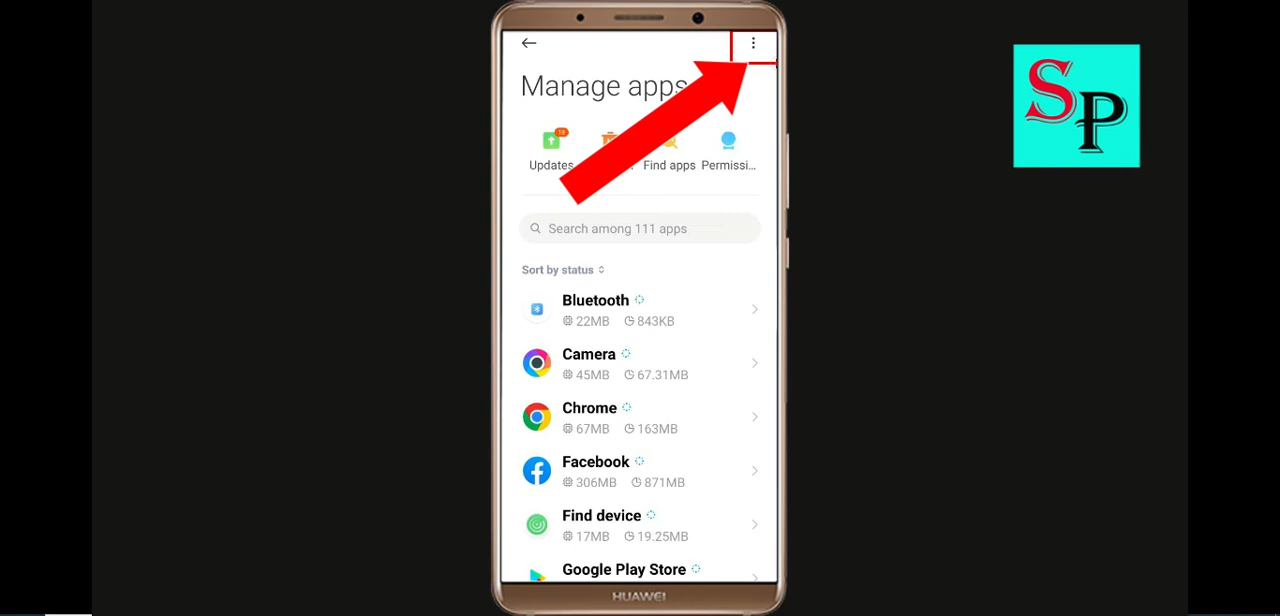 Manage apps
18
Updates
Find apps
Permissi...
Search among 111 apps
Sort by status
Bluetooth
22MB 843KB
Camera
45MB 67.31MB
Chrome
67MB 163MB
Facebook
306MB 871MB
Find device
17MB 19.25MB
Google Play Store
HUAWEI
SP